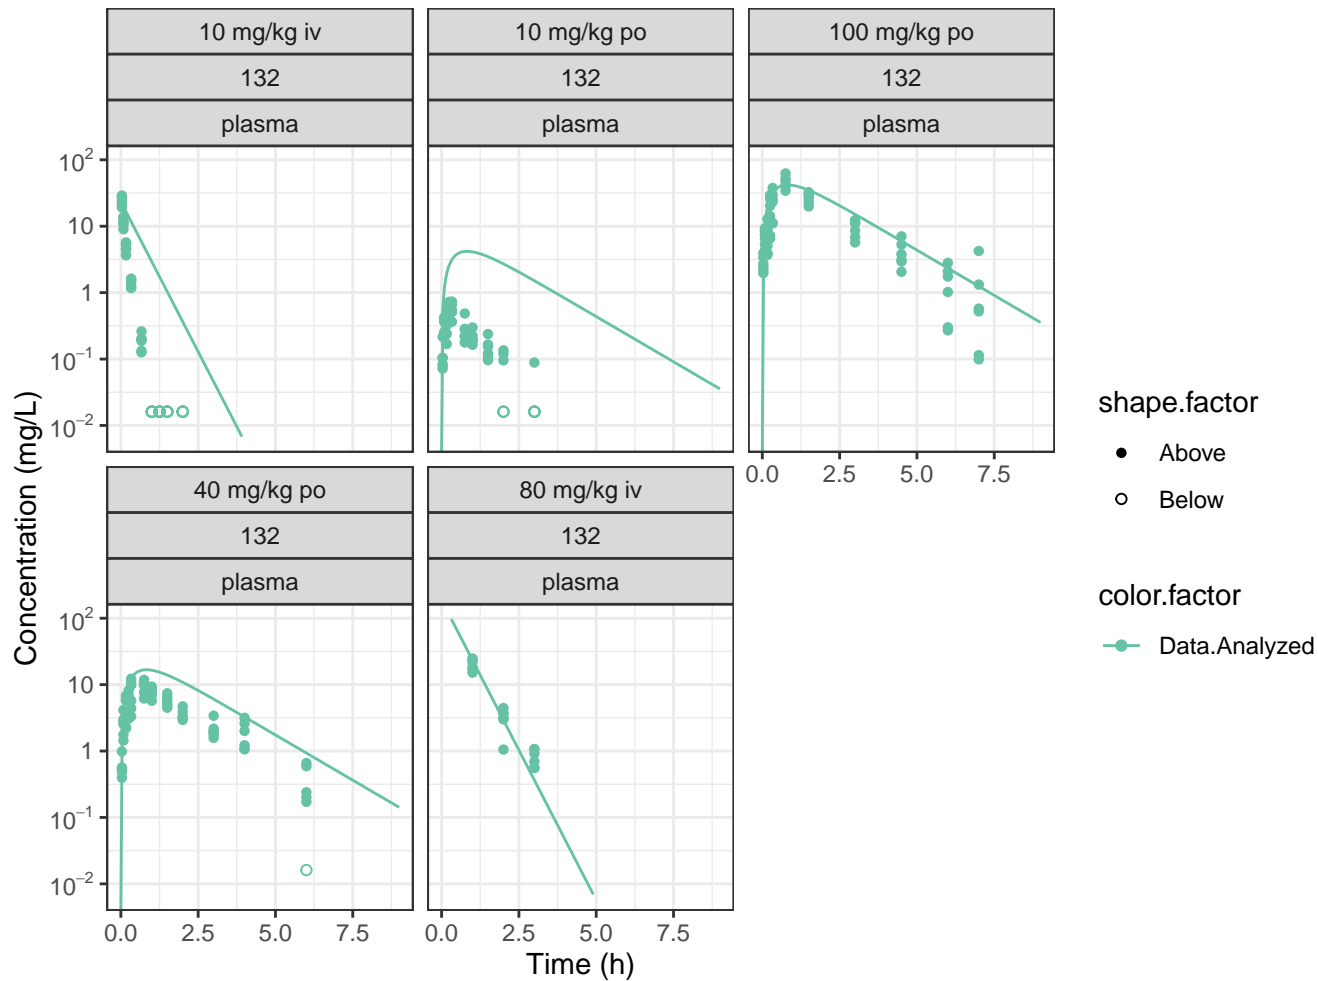 10 mg/kg iv
132
plasma
10 mg/kg po
132
plasma
100 mg/kg po
132
plasma
10²
10
1
10⁻¹
10⁻²
0.0 2.5 5.0 7.5
40 mg/kg po
132
plasma
80 mg/kg iv
132
plasma
10²
10
1
10⁻¹
10⁻²
0.0 2.5 5.0 7.5
0.0 2.5 5.0 7.5
Time (h)
Concentration (mg/L)
shape.factor
Above
Below
color.factor
Data.Analyzed